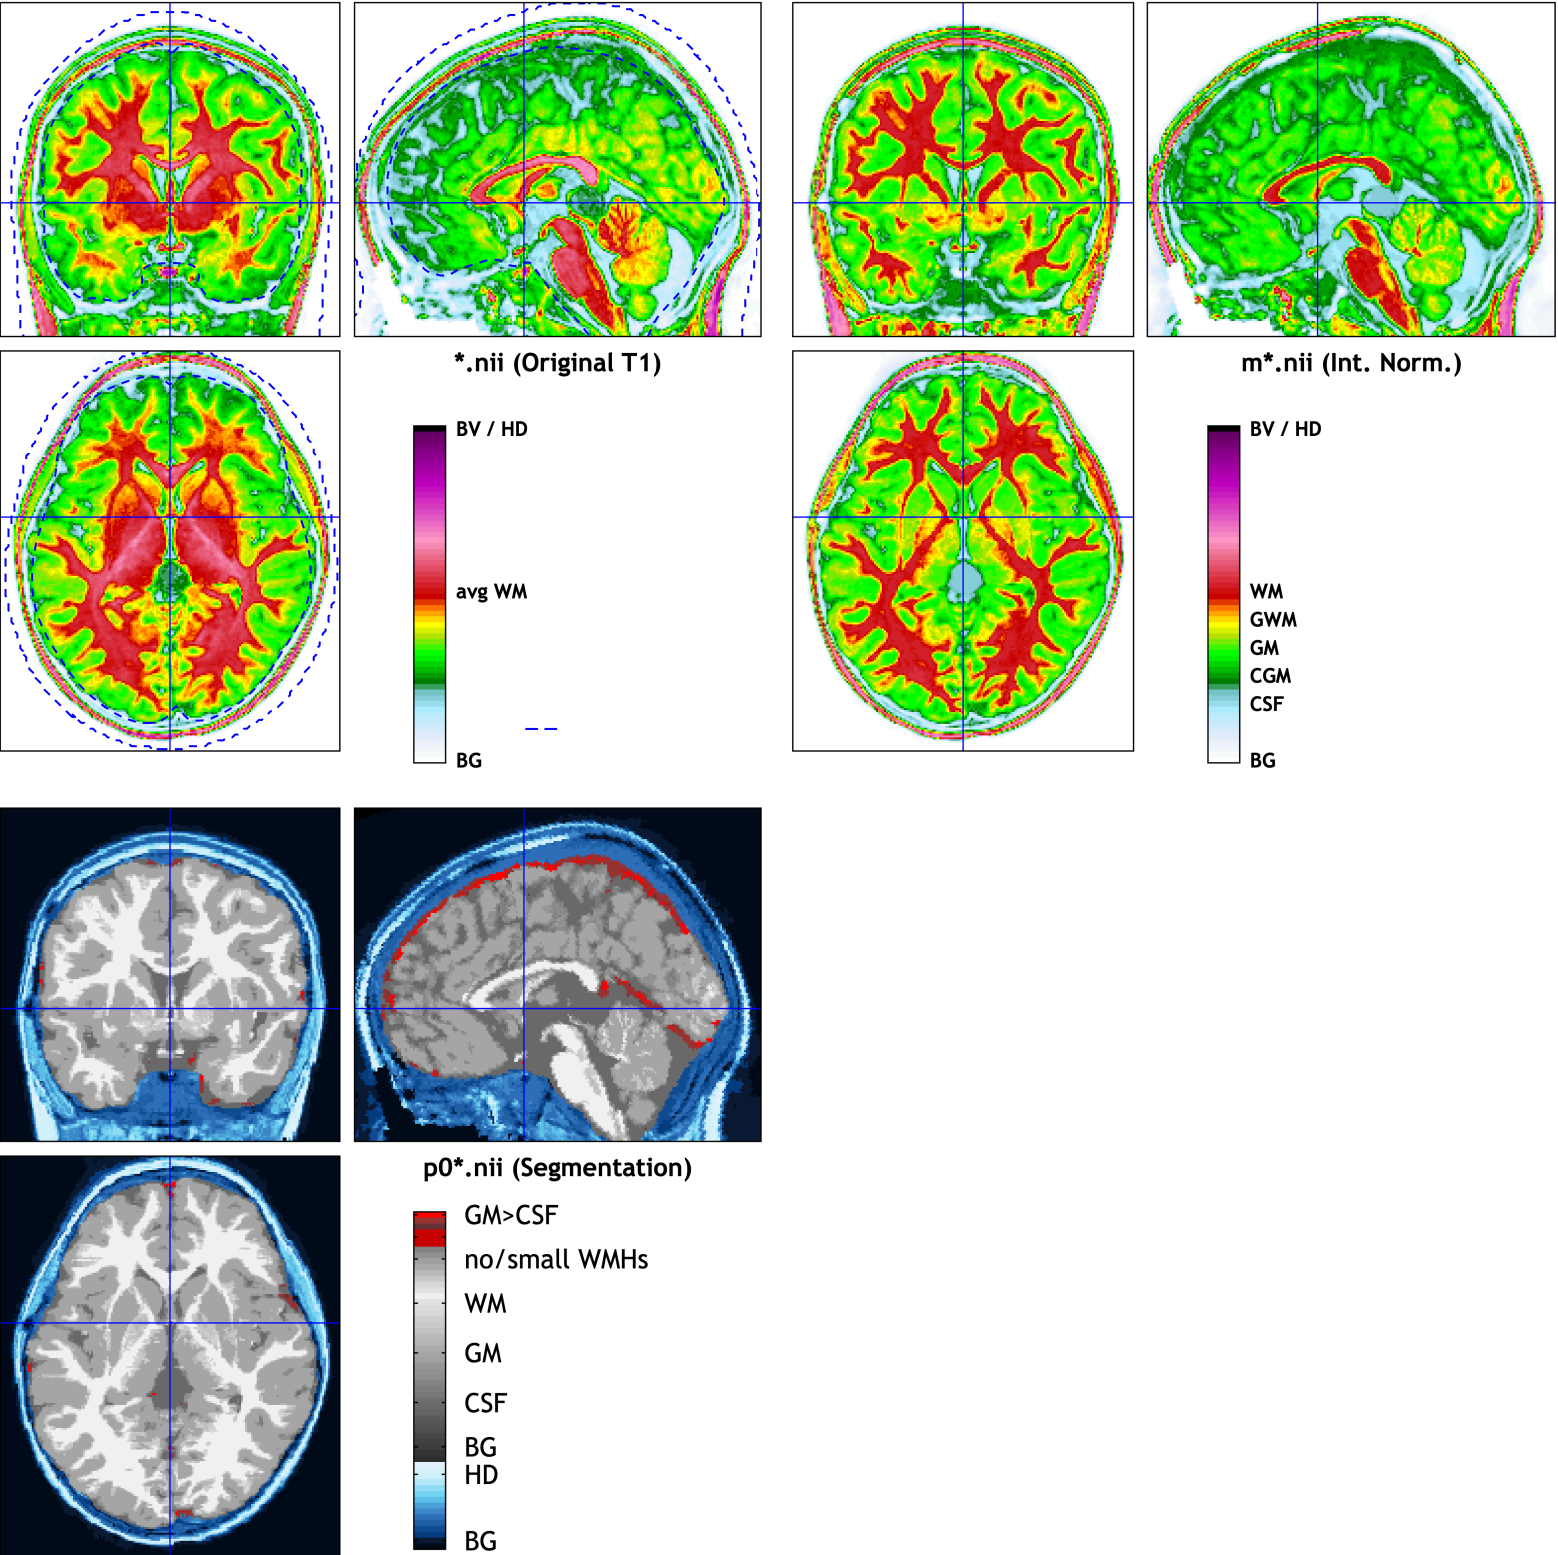 *.nii (Original T1)
BV / HD
avg WM
BG
m*.nii (Int. Norm.)
BV / HD
WM
GWM
GM
CGM
CSF
BG
p0*.nii (Segmentation)
GM>CSF
no/small WMHs
WM
GM
CSF
BG
HD
BG